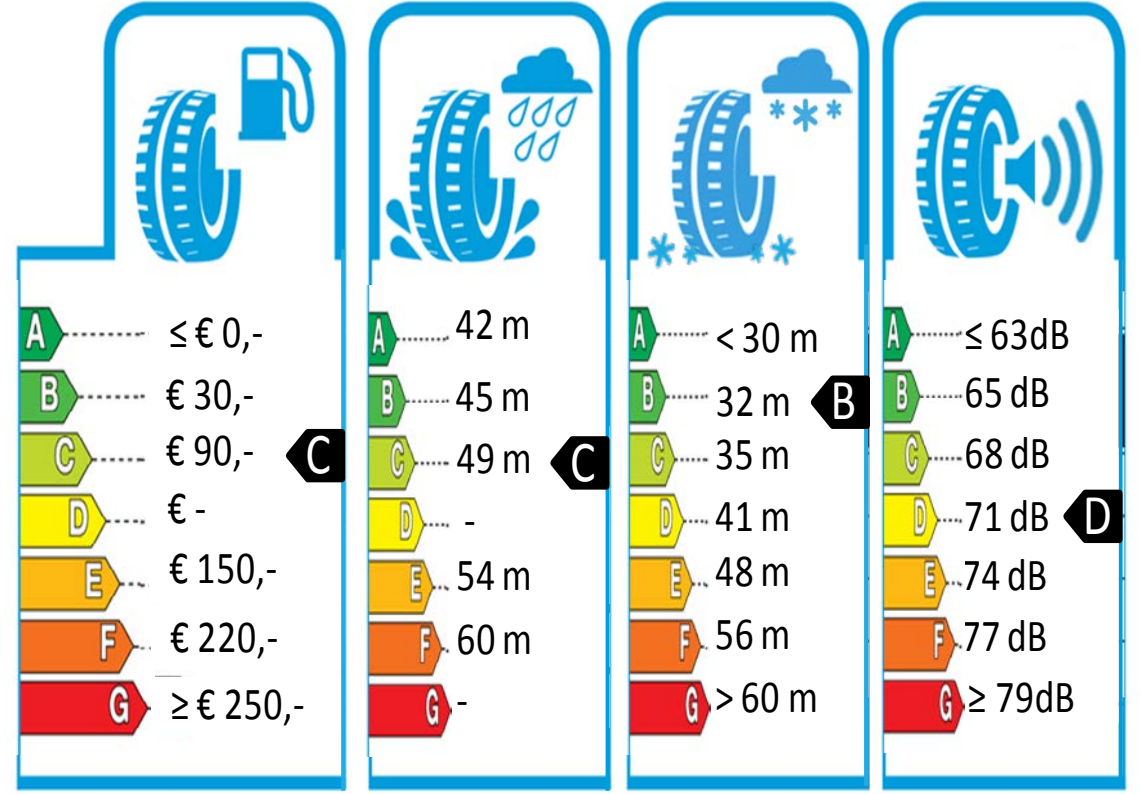 A ≤ € 0,-
B € 30,-
C € 90,- C
D € -
E € 150,-
F € 220,-
G ≥ € 250,-
A 42 m
B 45 m
C 49 m C
D -
E 54 m
F 60 m
G -
A < 30 m
B 32 m B
C 35 m
D 41 m
E 48 m
F 56 m
G > 60 m
A ≤ 63dB
B 65 dB
C 68 dB
D 71 dB D
E 74 dB
F 77 dB
G ≥ 79dB